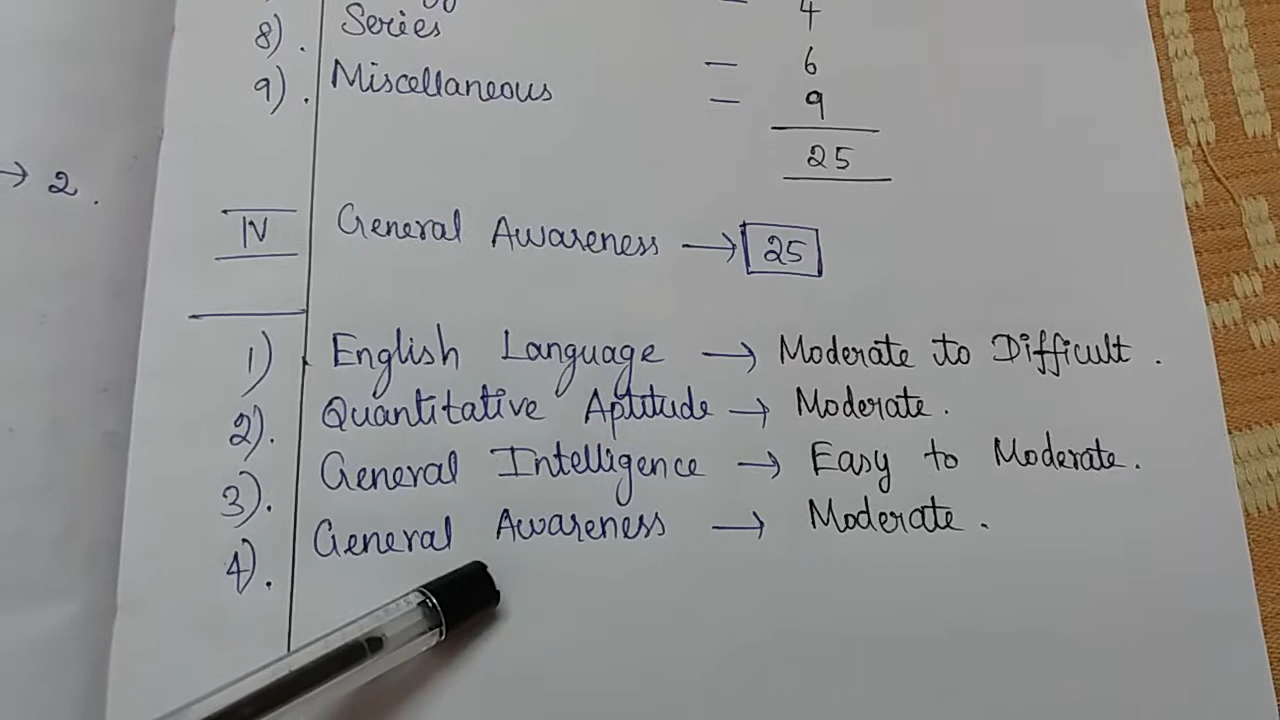 – 4
8). Series – 6
9). Miscellaneous – 9
25
→ 2.
IV General Awareness → 25
1) English Language → Moderate to Difficult.
2). Quantitative Aptitude → Moderate.
3). General Intelligence → Easy to Moderate.
4). General Awareness → Moderate.